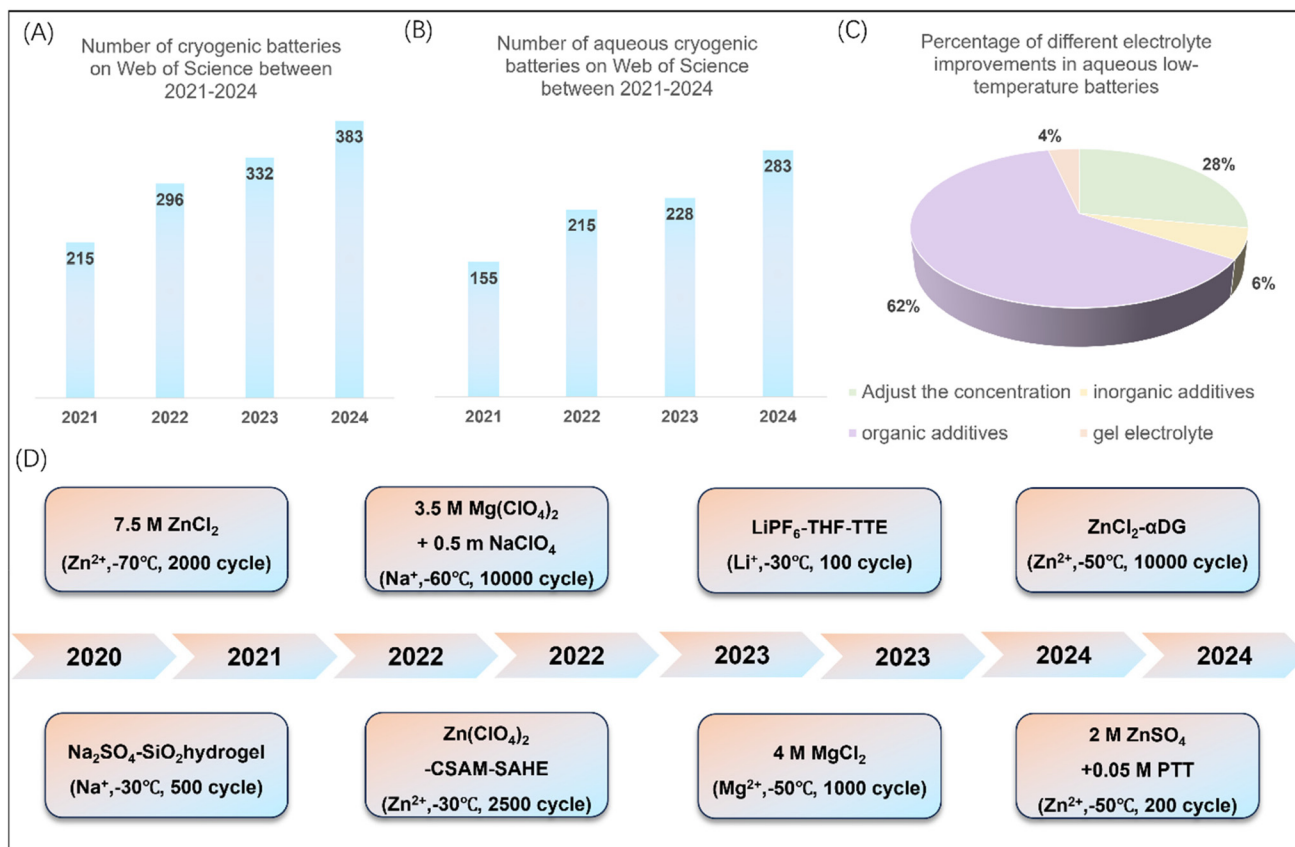 (A)
Number of cryogenic batteries
on Web of Science between
2021-2024
215
296
332
383
2021
2022
2023
2024
(B)
Number of aqueous cryogenic
batteries on Web of Science
between 2021-2024
155
215
228
283
2021
2022
2023
2024
(C)
Percentage of different electrolyte
improvements in aqueous low-
temperature batteries
4%
28%
62%
6%
Adjust the concentration
inorganic additives
organic additives
gel electrolyte
(D)
7.5 M ZnCl₂
(Zn²⁺,-70℃, 2000 cycle)
3.5 M Mg(ClO₄)₂
+ 0.5 m NaClO₄
(Na⁺,-60℃, 10000 cycle)
LiPF₆-THF-TTE
(Li⁺,-30℃, 100 cycle)
ZnCl₂-αDG
(Zn²⁺,-50℃, 10000 cycle)
2020
2021
2022
2022
2023
2023
2024
2024
Na₂SO₄-SiO₂hydrogel
(Na⁺,-30℃, 500 cycle)
Zn(ClO₄)₂
-CSAM-SAHE
(Zn²⁺,-30℃, 2500 cycle)
4 M MgCl₂
(Mg²⁺,-50℃, 1000 cycle)
2 M ZnSO₄
+0.05 M PTT
(Zn²⁺,-50℃, 200 cycle)